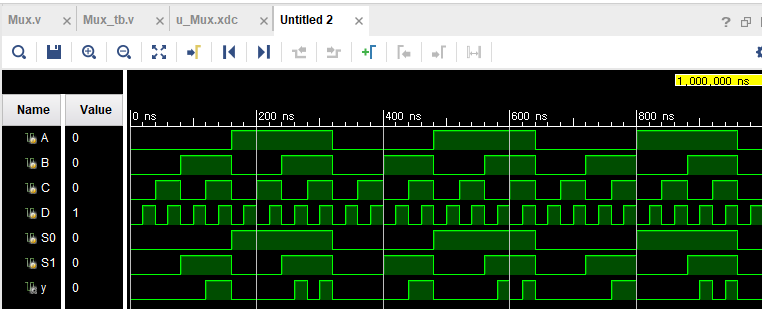 Mux.v × Mux_tb.v × u_Mux.xdc × Untitled 2 ×
?
1,000,000 ns
Name Value
0 ns 200 ns 400 ns 600 ns 800 ns
A 0
B 0
C 0
D 1
S0 0
S1 0
y 0